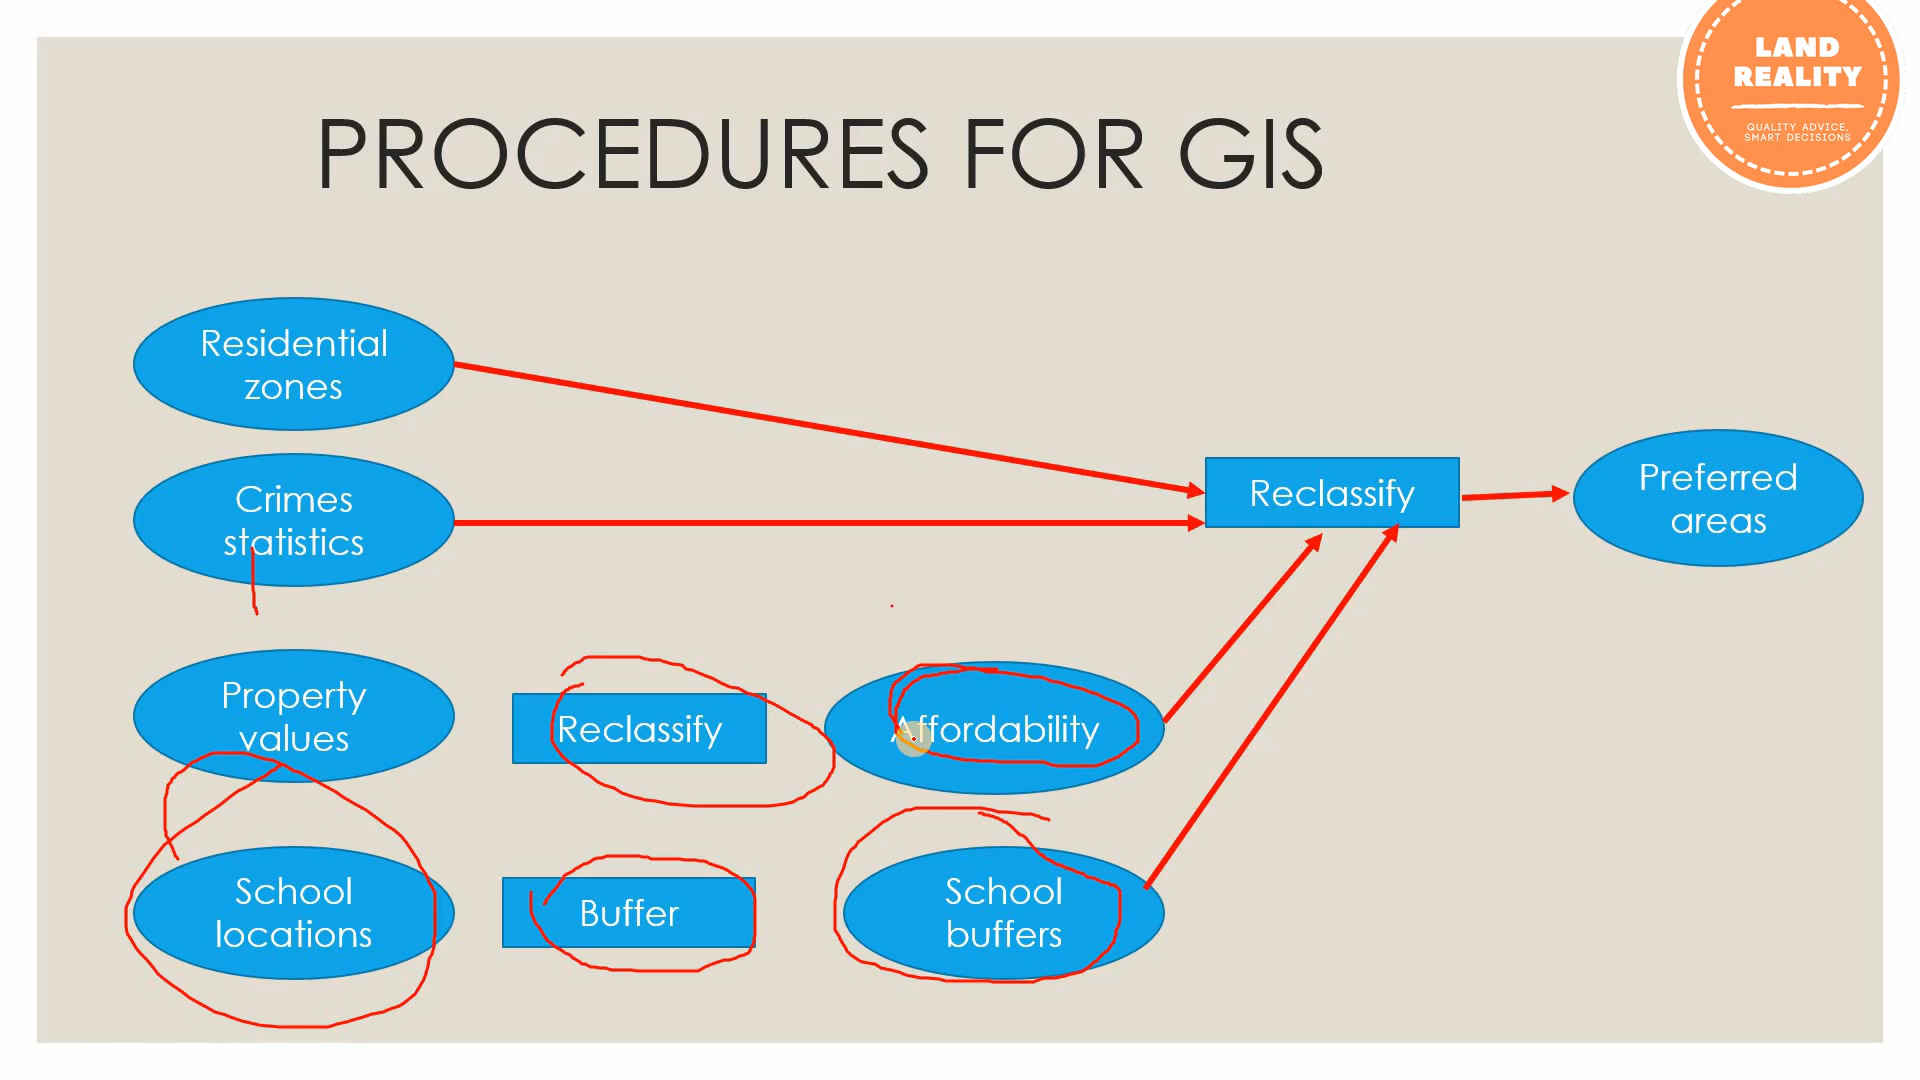 LAND
REALITY
QUALITY ADVICE,
SMART DECISIONS
PROCEDURES FOR GIS
Residential
zones
Crimes
statistics
Reclassify
Preferred
areas
Property
values
Reclassify
Affordability
School
locations
Buffer
School
buffers